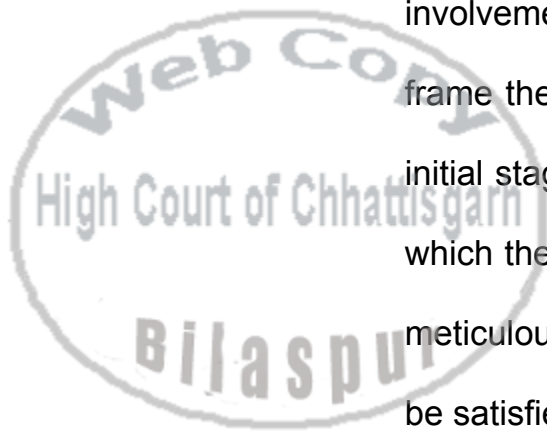 involveme
frame the
initial stag
which the
meticulou
be satisfie
Web Copy
High Court of Chhattisgarh
Bilaspur